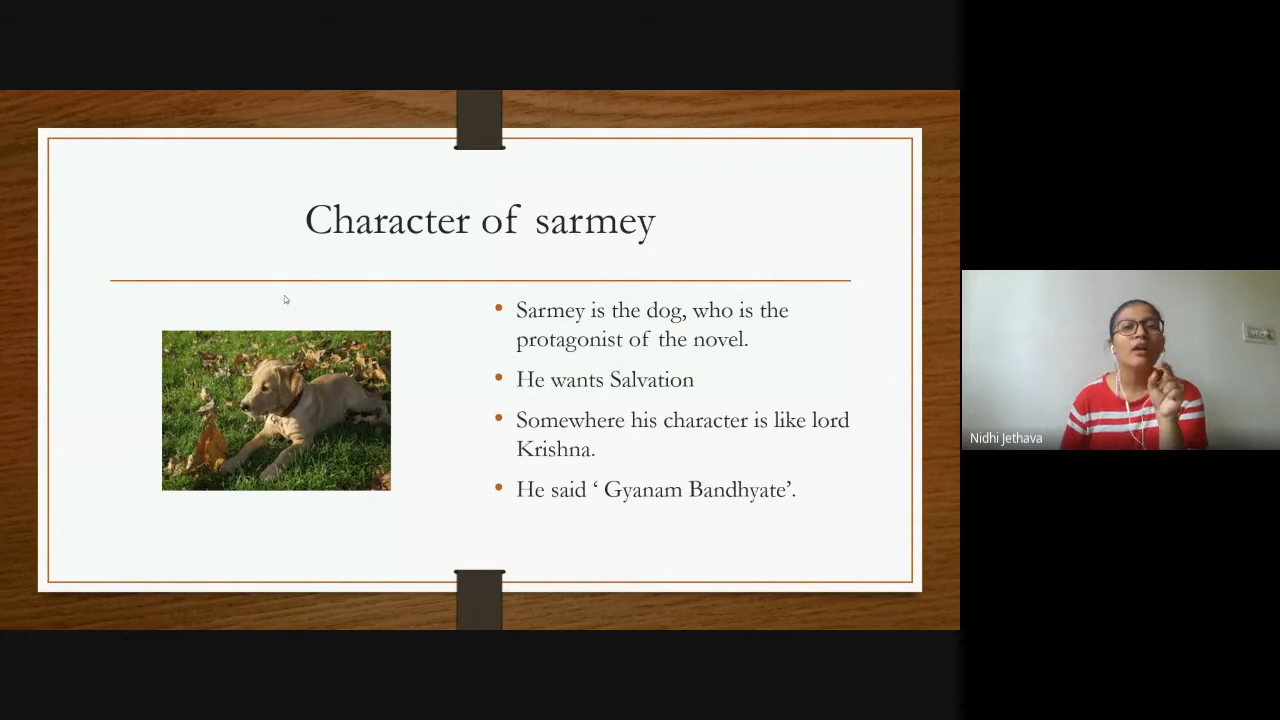 Character of sarmey
• Sarmey is the dog, who is the
protagonist of the novel.
• He wants Salvation
• Somewhere his character is like lord
Krishna.
• He said ‘ Gyanam Bandhyate’.
Nidhi Jethava